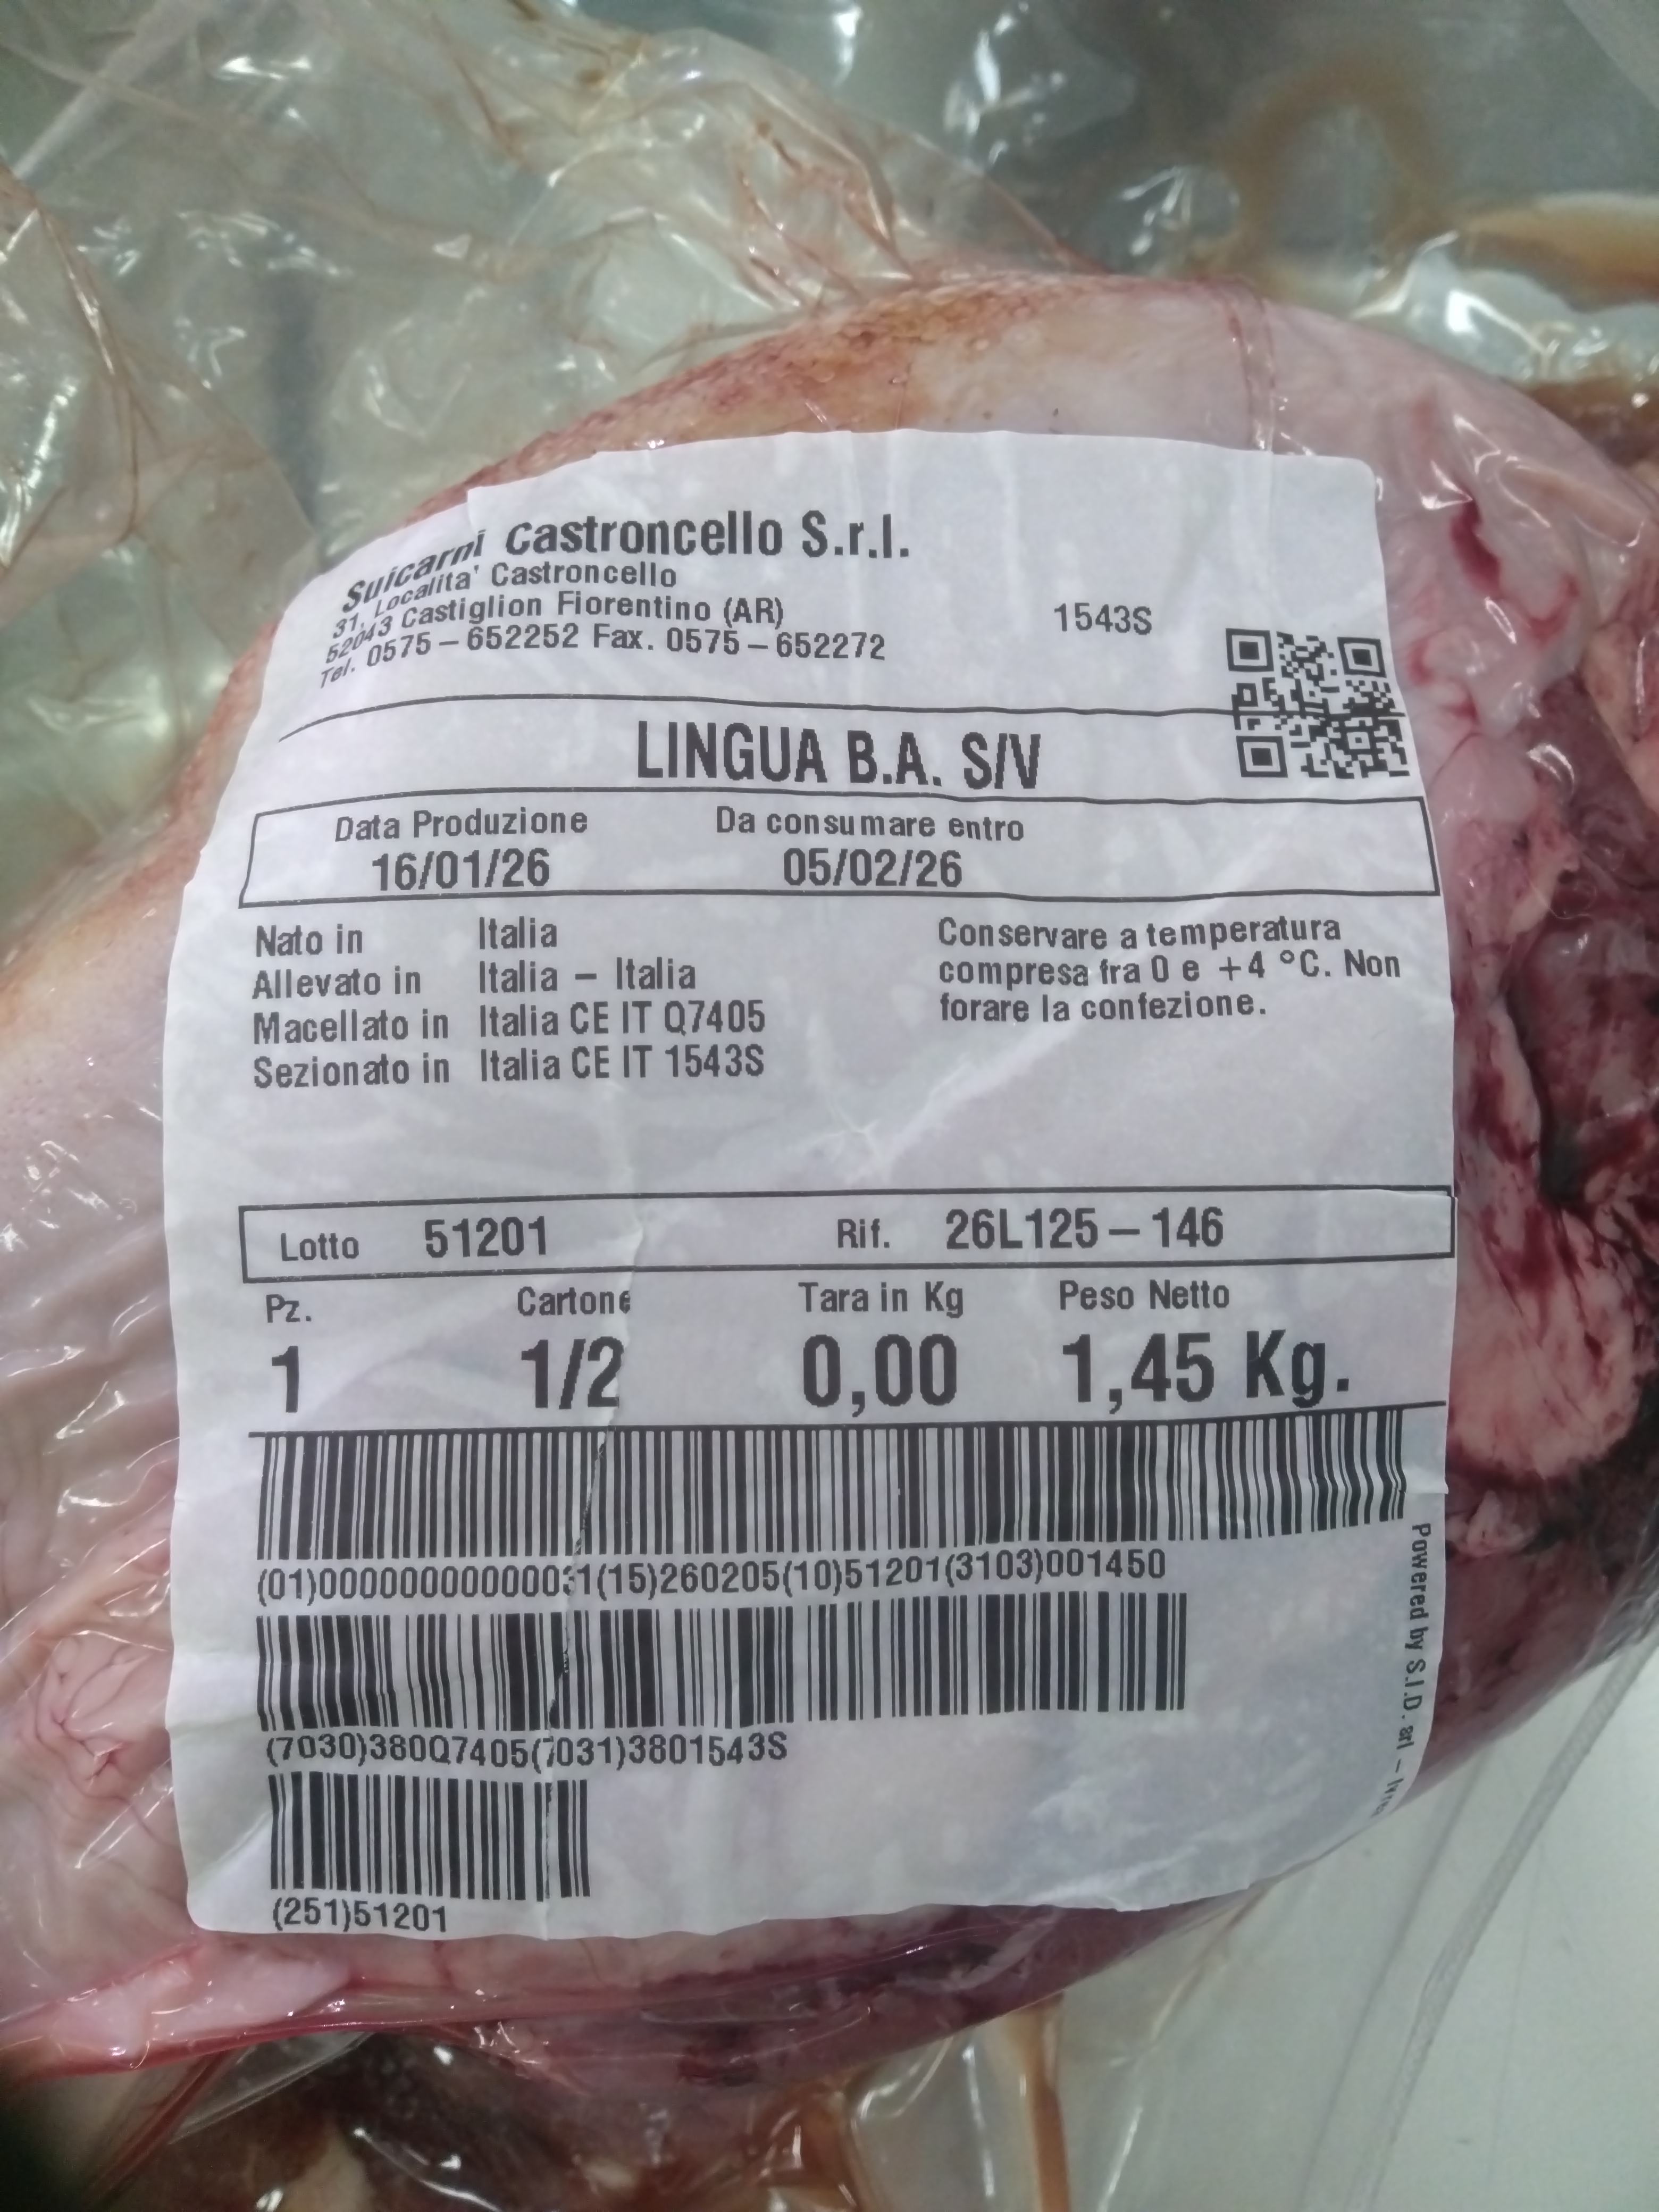 Suicarni Castroncello S.r.l.
31, Localita' Castroncello
52043 Castiglion Fiorentino (AR)
Tel. 0575 – 652252 Fax. 0575 – 652272
1543S
LINGUA B.A. S/V
Data Produzione Da consumare entro
16/01/26 05/02/26
Nato in Italia
Allevato in Italia – Italia
Macellato in Italia CE IT Q7405
Sezionato in Italia CE IT 1543S
Conservare a temperatura
compresa fra 0 e +4 °C. Non
forare la confezione.
Lotto 51201 Rif. 26L125 – 146
Pz. Cartone Tara in Kg Peso Netto
1 1/2 0,00 1,45 Kg.
(01)00000000000031(15)260205(10)51201(3103)001450
(7030)380Q7405(7031)3801543S
(251)51201
Powered by S.I.D. arl –